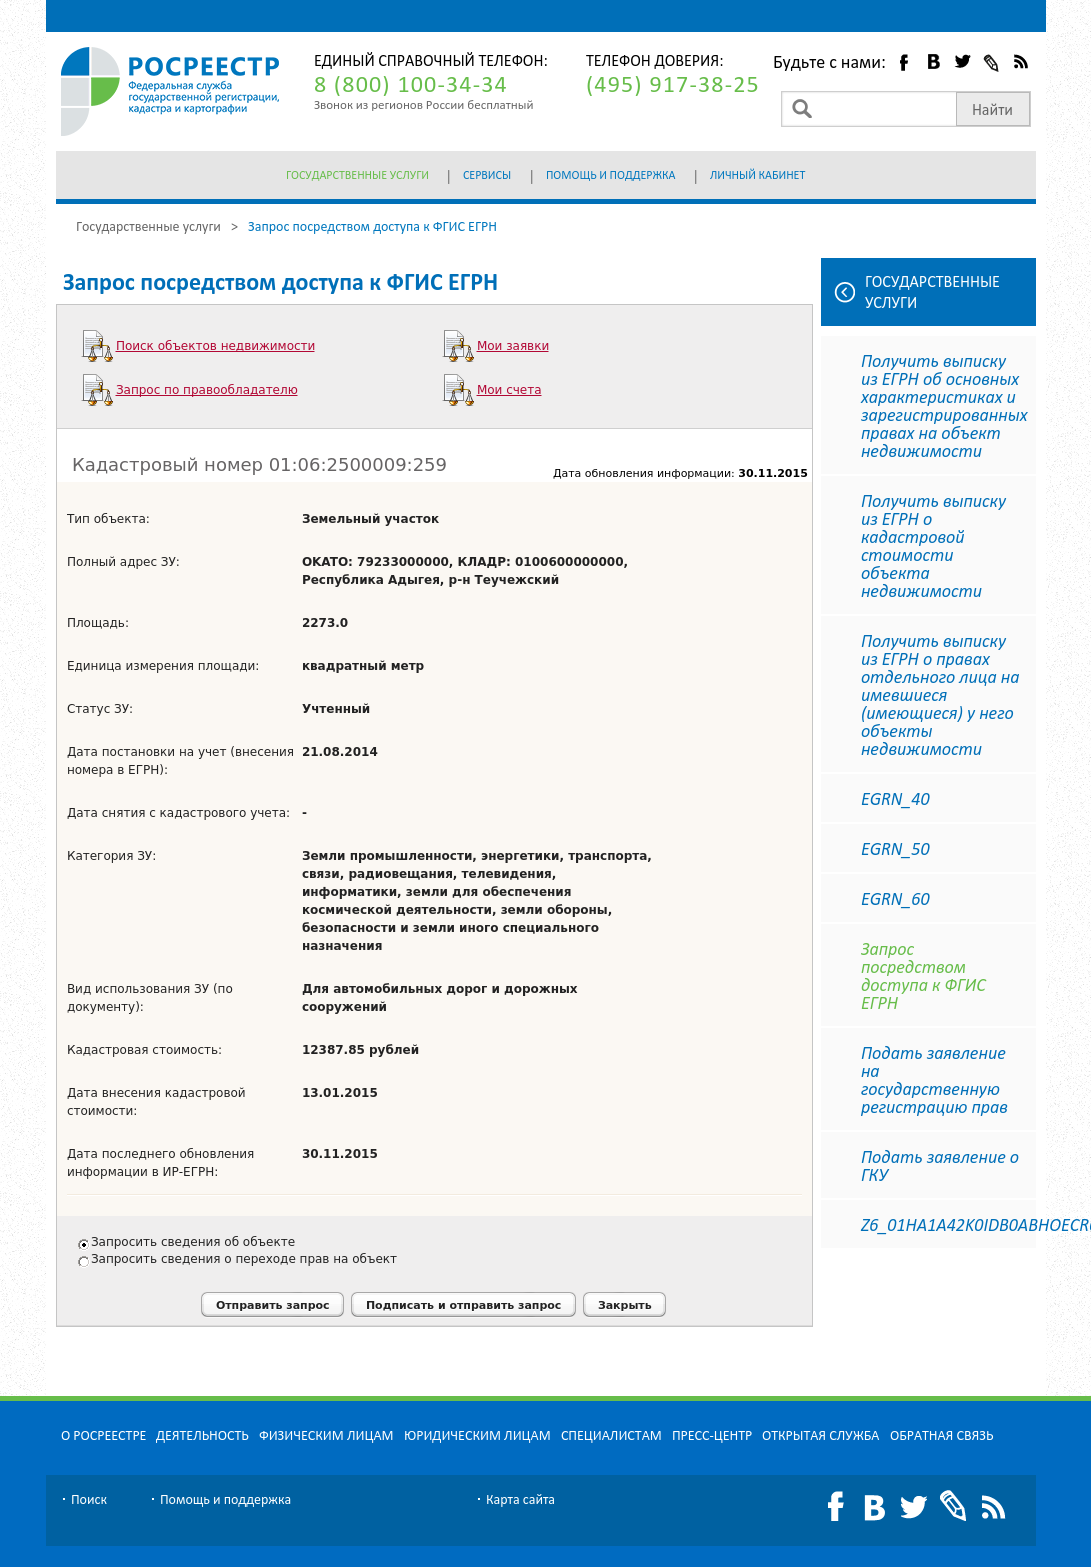 РОСРЕЕСТР
Федеральная служба
государственной регистрации,
кадастра и картографии
ЕДИНЫЙ СПРАВОЧНЫЙ ТЕЛЕФОН:
8 (800) 100-34-34
Звонок из регионов России бесплатный
ТЕЛЕФОН ДОВЕРИЯ:
(495) 917-38-25
Будьте с нами:
Найти
ГОСУДАРСТВЕННЫЕ УСЛУГИ | СЕРВИСЫ | ПОМОЩЬ И ПОДДЕРЖКА | ЛИЧНЫЙ КАБИНЕТ
Государственные услуги > Запрос посредством доступа к ФГИС ЕГРН
Запрос посредством доступа к ФГИС ЕГРН
Поиск объектов недвижимости
Мои заявки
Запрос по правообладателю
Мои счета
Кадастровый номер 01:06:2500009:259
Дата обновления информации: 30.11.2015
Тип объекта:
Земельный участок
Полный адрес ЗУ:
ОКАТО: 79233000000, КЛАДР: 0100600000000,
Республика Адыгея, р-н Теучежский
Площадь:
2273.0
Единица измерения площади:
квадратный метр
Статус ЗУ:
Учтенный
Дата постановки на учет (внесения
номера в ЕГРН):
21.08.2014
Дата снятия с кадастрового учета:
-
Категория ЗУ:
Земли промышленности, энергетики, транспорта,
связи, радиовещания, телевидения,
информатики, земли для обеспечения
космической деятельности, земли обороны,
безопасности и земли иного специального
назначения
Вид использования ЗУ (по
документу):
Для автомобильных дорог и дорожных
сооружений
Кадастровая стоимость:
12387.85 рублей
Дата внесения кадастровой
стоимости:
13.01.2015
Дата последнего обновления
информации в ИР-ЕГРН:
30.11.2015
Запросить сведения об объекте
Запросить сведения о переходе прав на объект
Отправить запрос
Подписать и отправить запрос
Закрыть
ГОСУДАРСТВЕННЫЕ
УСЛУГИ
Получить выписку
из ЕГРН об основных
характеристиках и
зарегистрированных
правах на объект
недвижимости
Получить выписку
из ЕГРН о
кадастровой
стоимости
объекта
недвижимости
Получить выписку
из ЕГРН о правах
отдельного лица на
имевшиеся
(имеющиеся) у него
объекты
недвижимости
EGRN_40
EGRN_50
EGRN_60
Запрос
посредством
доступа к ФГИС
ЕГРН
Подать заявление
на
государственную
регистрацию прав
Подать заявление о
ГКУ
О РОСРЕЕСТРЕ ДЕЯТЕЛЬНОСТЬ ФИЗИЧЕСКИМ ЛИЦАМ ЮРИДИЧЕСКИМ ЛИЦАМ СПЕЦИАЛИСТАМ ПРЕСС-ЦЕНТР ОТКРЫТАЯ СЛУЖБА ОБРАТНАЯ СВЯЗЬ
· Поиск
· Помощь и поддержка
· Карта сайта